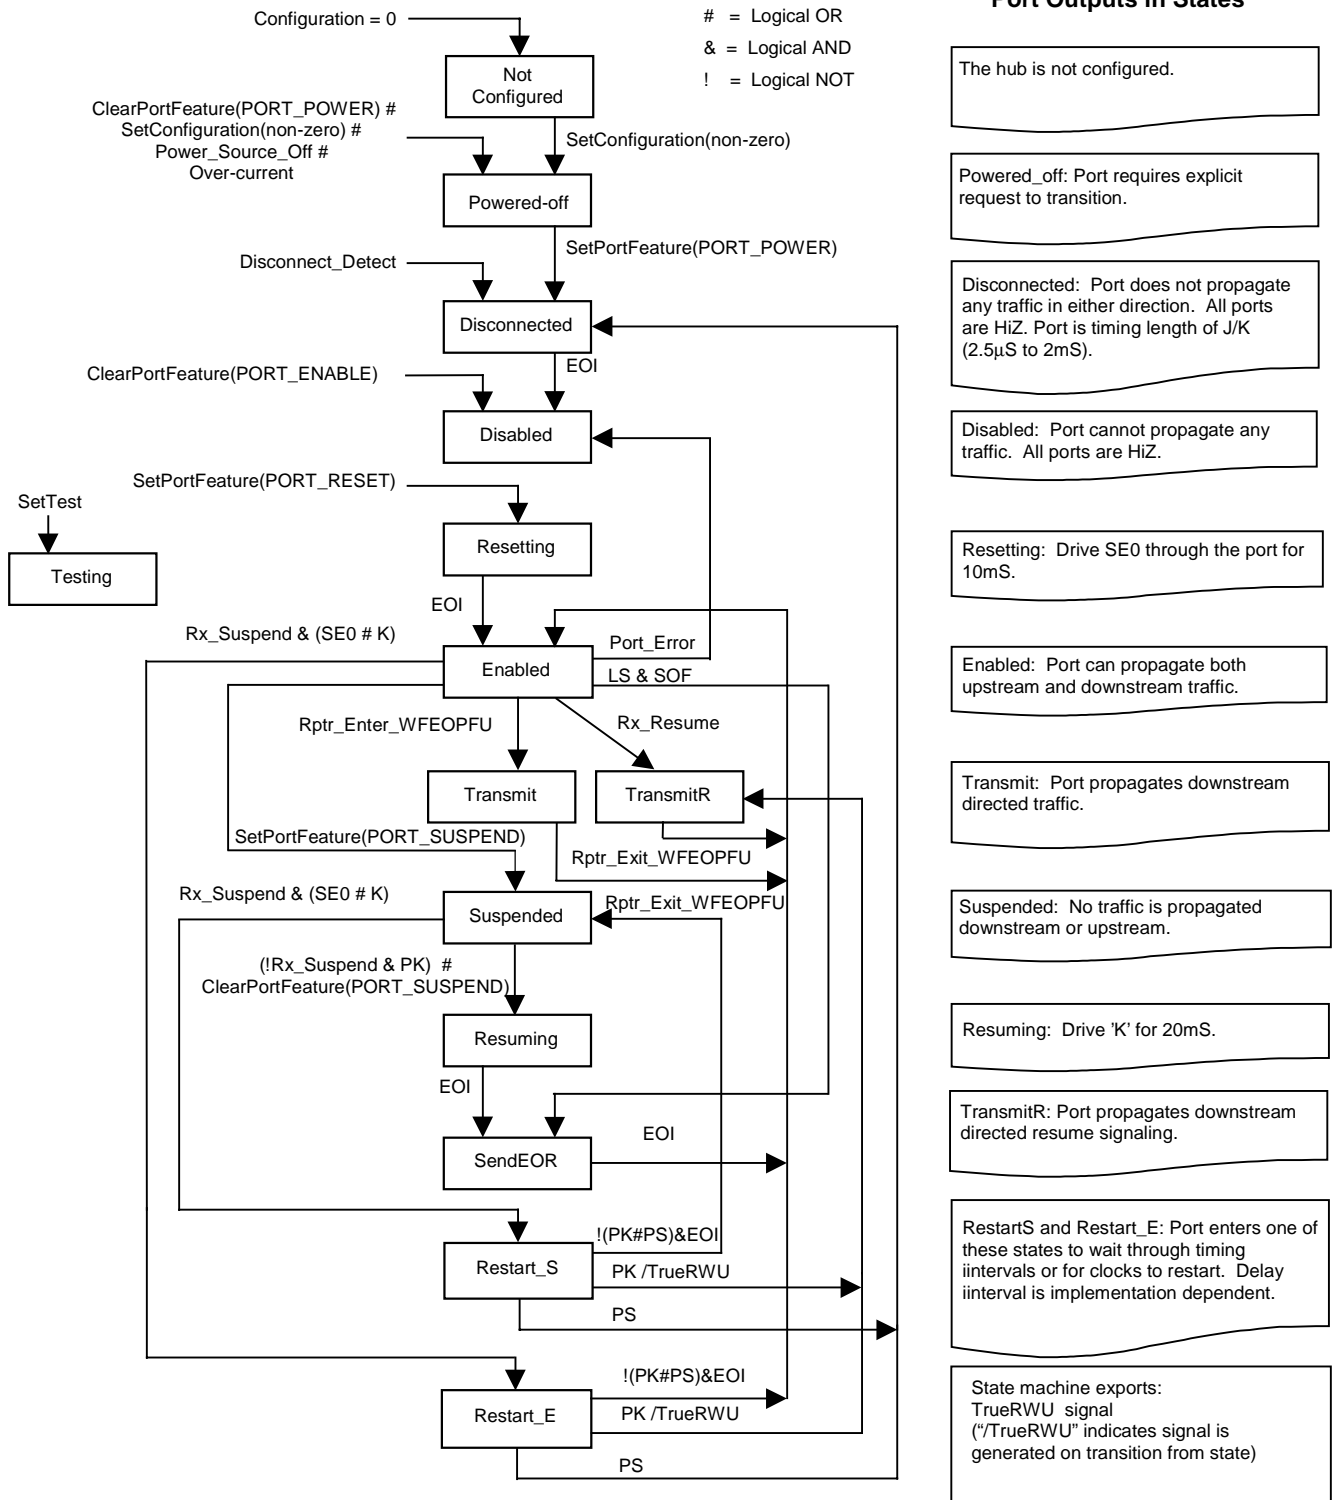 Port Outputs in States
Configuration = 0
# = Logical OR
& = Logical AND
! = Logical NOT
Not
Configured
The hub is not configured.
ClearPortFeature(PORT_POWER) #
SetConfiguration(non-zero) #
Power_Source_Off #
Over-current
SetConfiguration(non-zero)
Powered-off
Powered_off: Port requires explicit
request to transition.
SetPortFeature(PORT_POWER)
Disconnect_Detect
Disconnected
Disconnected: Port does not propagate
any traffic in either direction. All ports
are HiZ. Port is timing length of J/K
(2.5µS to 2mS).
EOI
ClearPortFeature(PORT_ENABLE)
Disabled
Disabled: Port cannot propagate any
traffic. All ports are HiZ.
SetPortFeature(PORT_RESET)
SetTest
Testing
Resetting
Resetting: Drive SE0 through the port for
10mS.
EOI
Rx_Suspend & (SE0 # K)
Port_Error
Enabled
LS & SOF
Enabled: Port can propagate both
upstream and downstream traffic.
Rptr_Enter_WFEOPFU
Rx_Resume
Transmit
TransmitR
Transmit: Port propagates downstream
directed traffic.
SetPortFeature(PORT_SUSPEND)
Rptr_Exit_WFEOPFU
Rx_Suspend & (SE0 # K)
Rptr_Exit_WFEOPFU
Suspended
Suspended: No traffic is propagated
downstream or upstream.
(!Rx_Suspend & PK) #
ClearPortFeature(PORT_SUSPEND)
Resuming
Resuming: Drive 'K' for 20mS.
EOI
EOI
SendEOR
TransmitR: Port propagates downstream
directed resume signaling.
!(PK#PS)&EOI
Restart_S
PK /TrueRWU
PS
RestartS and Restart_E: Port enters one of
these states to wait through timing
iintervals or for clocks to restart. Delay
iinterval is implementation dependent.
!(PK#PS)&EOI
Restart_E
PK /TrueRWU
PS
State machine exports:
TrueRWU signal
(“/TrueRWU” indicates signal is
generated on transition from state)